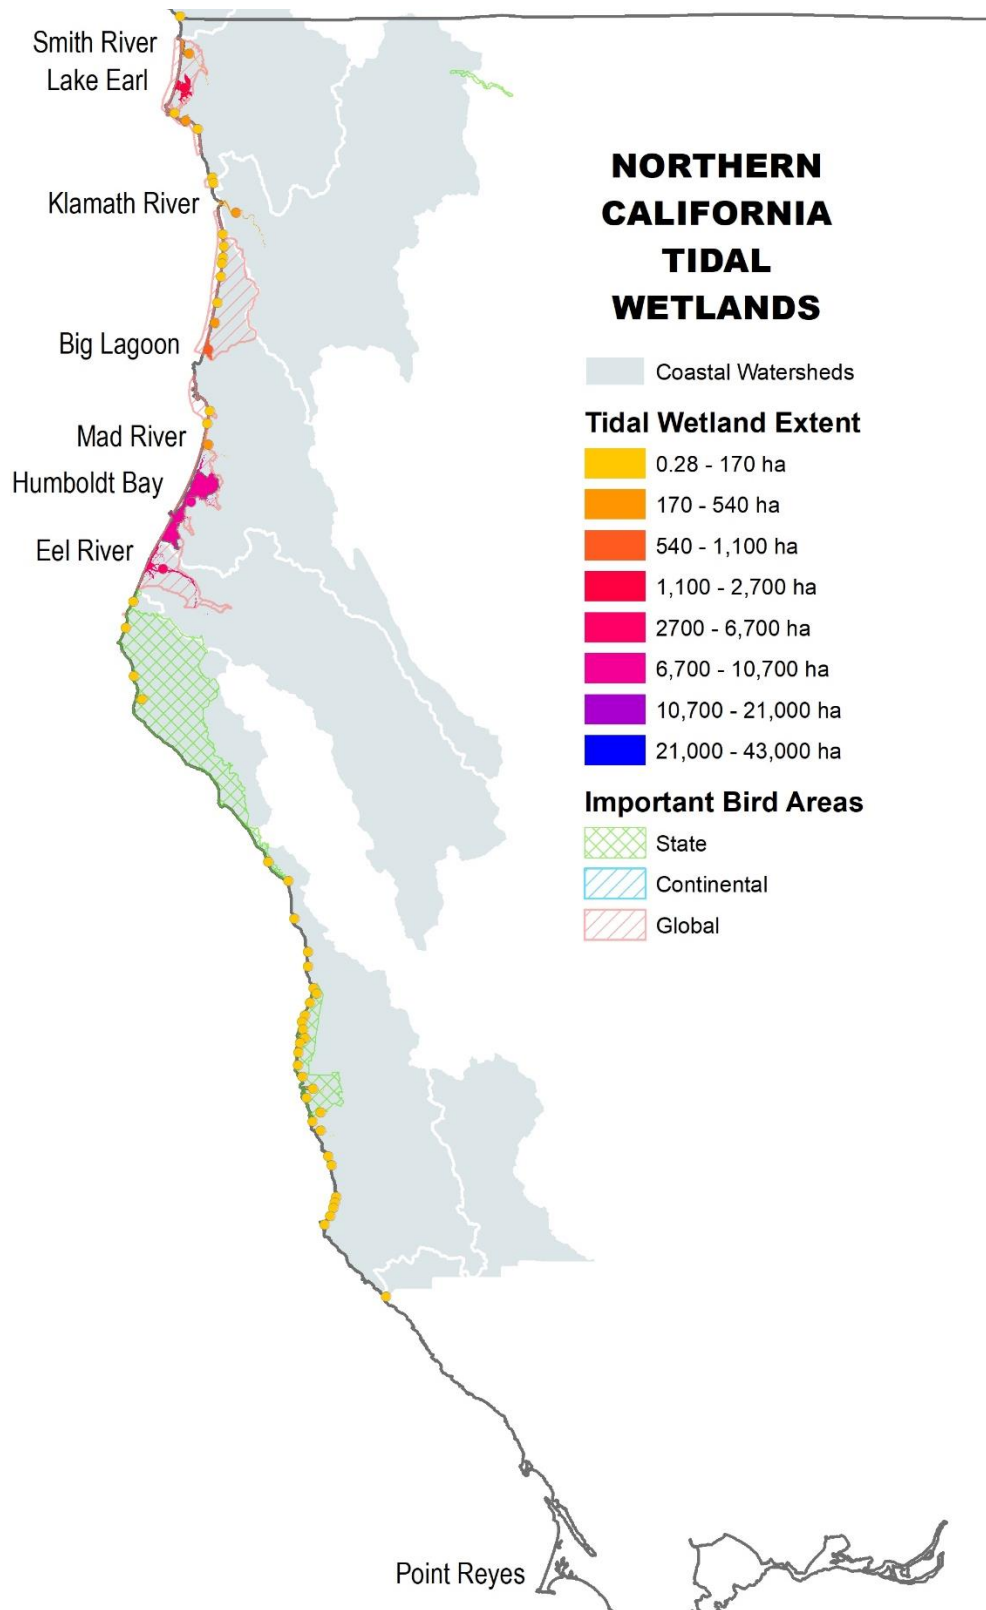 Smith River
Lake Earl
Klamath River
Big Lagoon
Mad River
Humboldt Bay
Eel River
Point Reyes
NORTHERN
CALIFORNIA
TIDAL
WETLANDS
Coastal Watersheds
Tidal Wetland Extent
0.28 - 170 ha
170 - 540 ha
540 - 1,100 ha
1,100 - 2,700 ha
2700 - 6,700 ha
6,700 - 10,700 ha
10,700 - 21,000 ha
21,000 - 43,000 ha
Important Bird Areas
State
Continental
Global